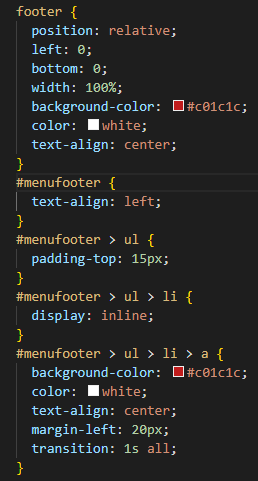 footer {
position: relative;
left: 0;
bottom: 0;
width: 100%;
background-color: #c01c1c;
color: white;
text-align: center;
}
#menufooter {
text-align: left;
}
#menufooter > ul {
padding-top: 15px;
}
#menufooter > ul > li {
display: inline;
}
#menufooter > ul > li > a {
background-color: #c01c1c;
color: white;
text-align: center;
margin-left: 20px;
transition: 1s all;
}